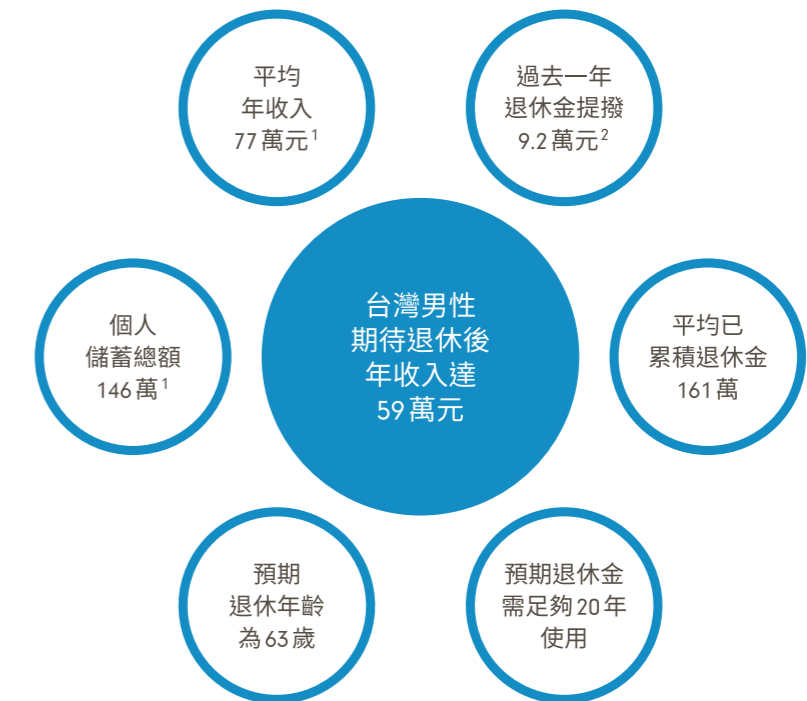 平均
年收入
77萬元1
過去一年
退休金提撥
9.2萬元2
台灣男性
期待退休後
年收入達
59萬元
個人
儲蓄總額
146萬1
平均已
累積退休金
161萬
預期
退休年齡
為63歲
預期退休金
需足夠20年
使用